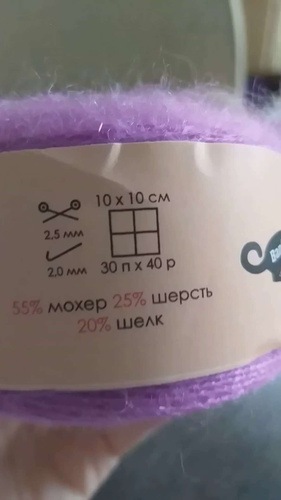 10 x 10 см
2,5 мм
2,0 мм
30 п x 40 р
55% мохер 25% шерсть
20% шелк